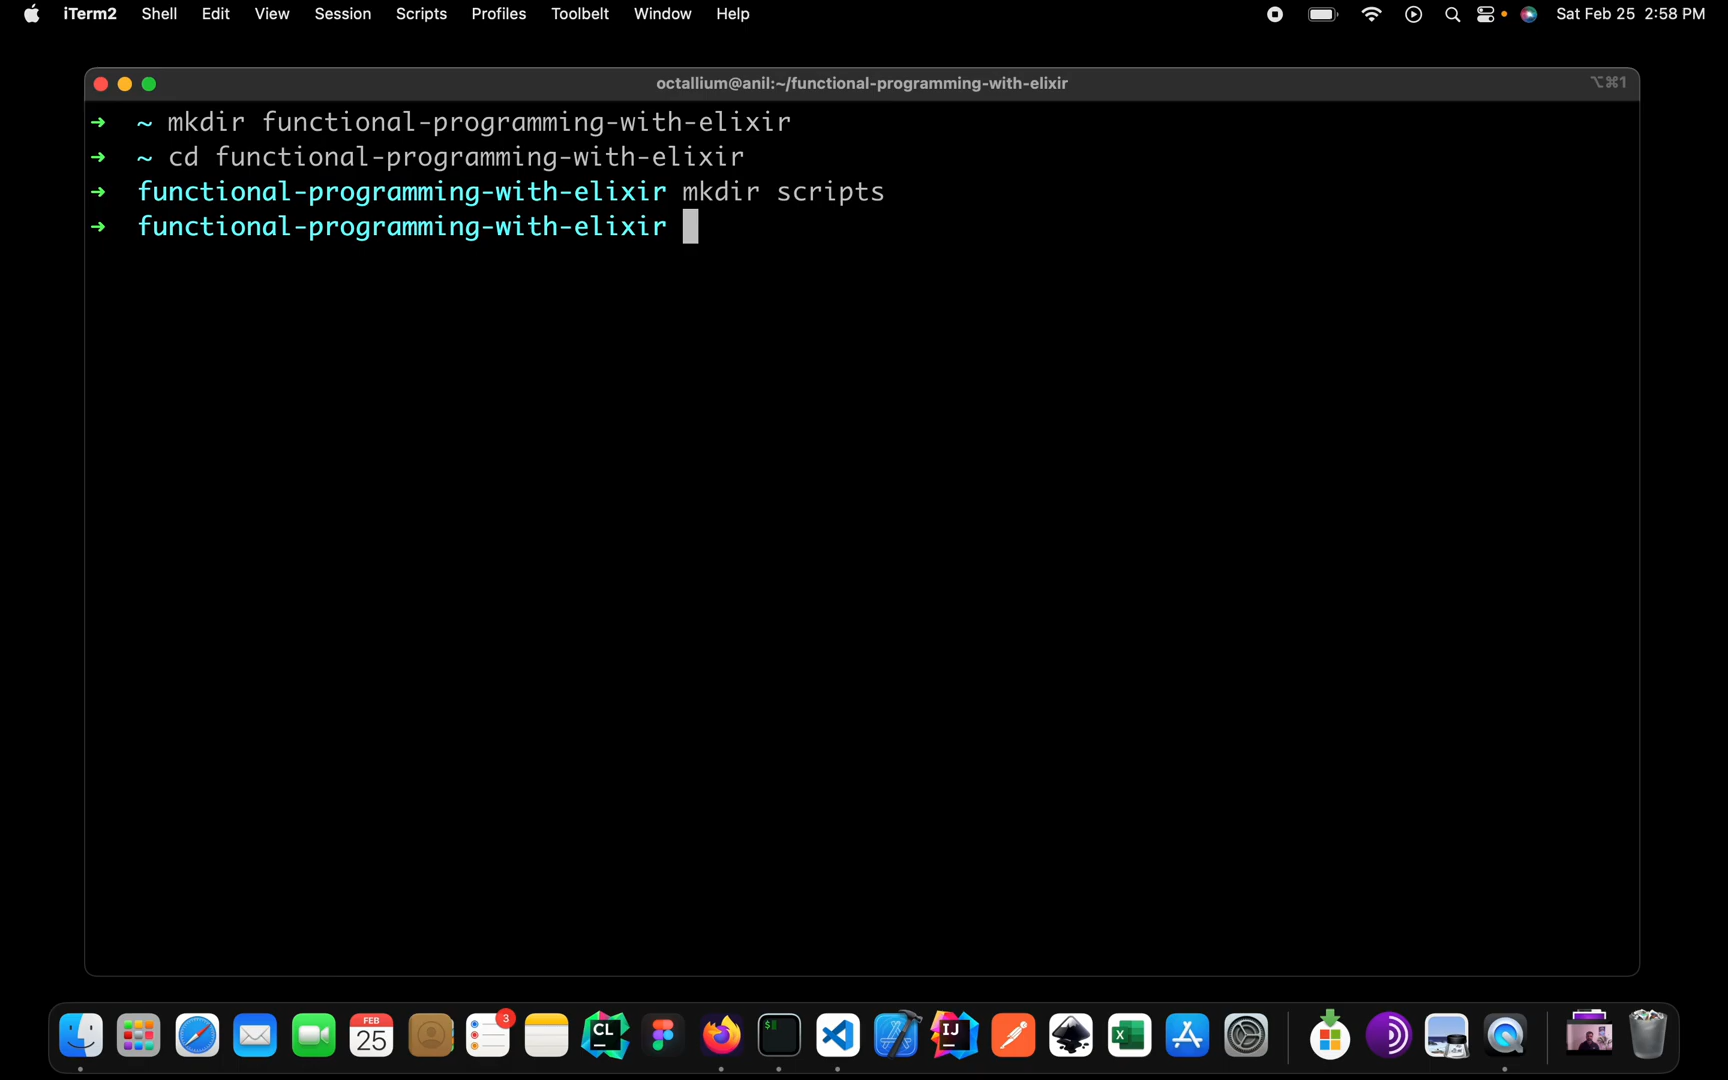 iTerm2 Shell Edit View Session Scripts Profiles Toolbelt Window Help Sat Feb 25 2:58 PM
octallium@anil:~/functional-programming-with-elixir ⌥⌘1
→ ~ mkdir functional-programming-with-elixir
→ ~ cd functional-programming-with-elixir
→ functional-programming-with-elixir mkdir scripts
→ functional-programming-with-elixir
FEB
25
3
CL
$
IJ